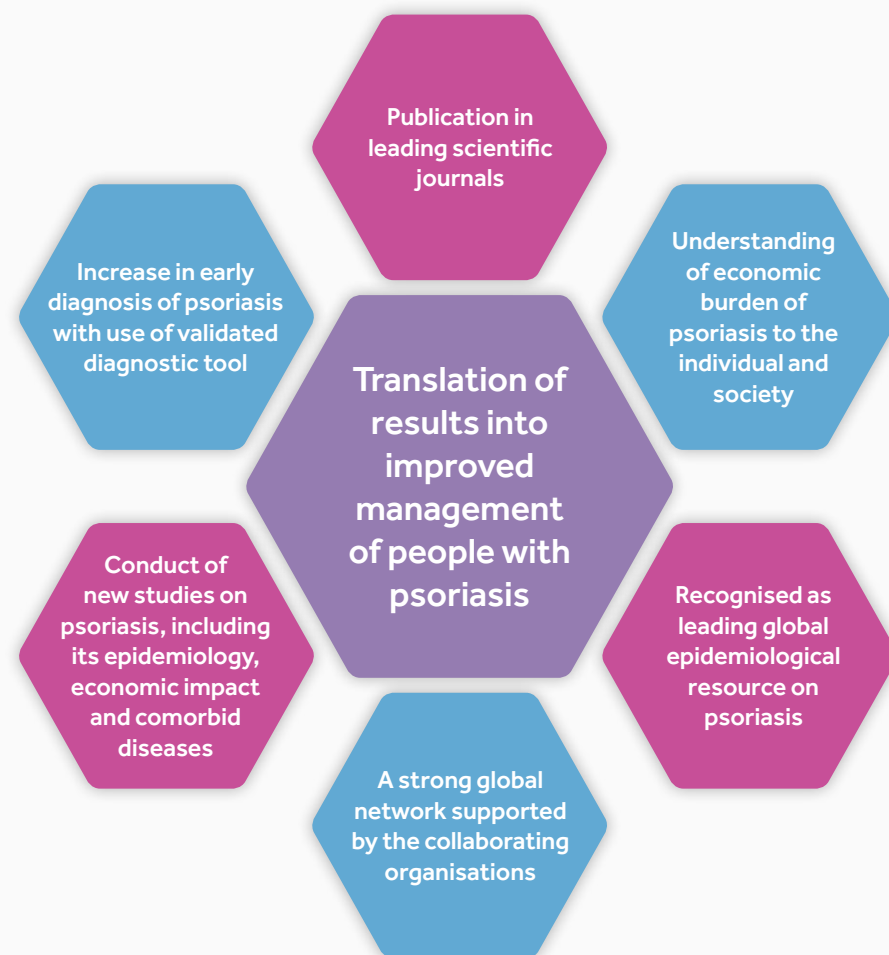 Publication in
leading scientific
journals
Increase in early
diagnosis of psoriasis
with use of validated
diagnostic tool
Understanding
of economic
burden of
psoriasis to the
individual and
society
Translation of
results into
improved
management
of people with
psoriasis
Conduct of
new studies on
psoriasis, including
its epidemiology,
economic impact
and comorbid
diseases
Recognised as
leading global
epidemiological
resource on
psoriasis
A strong global
network supported
by the collaborating
organisations